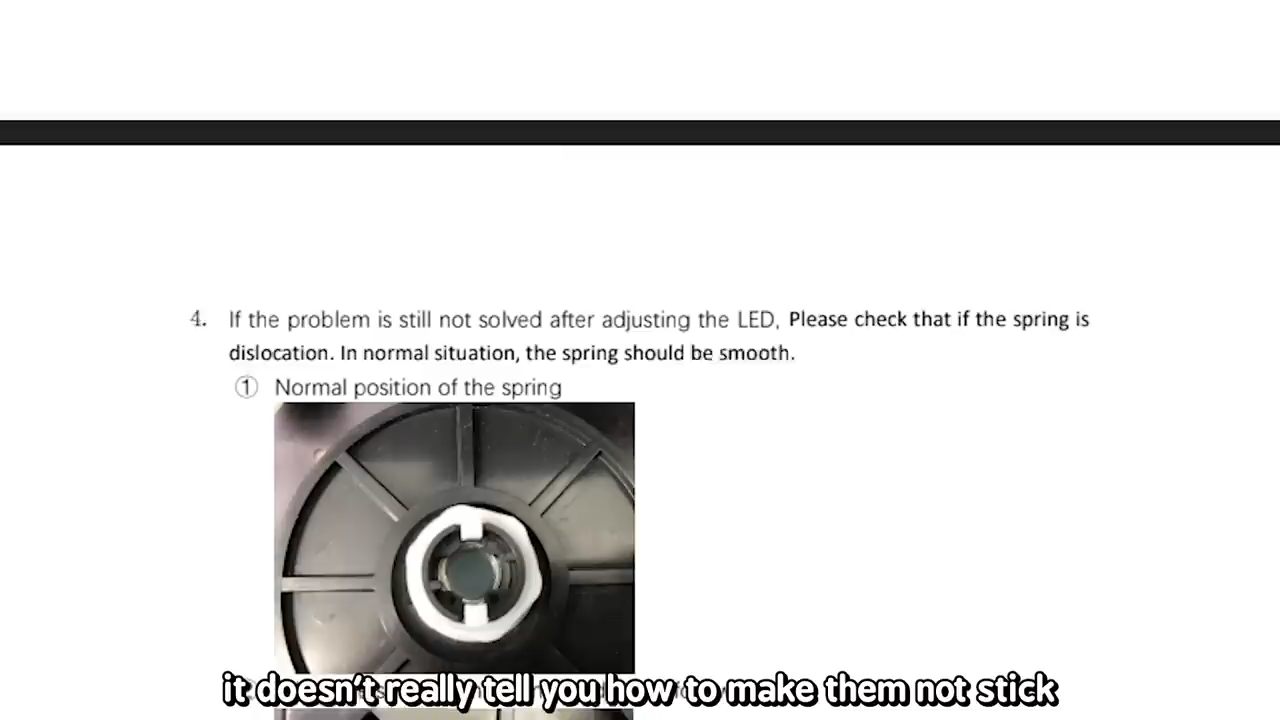 4. If the problem is still not solved after adjusting the LED, Please check that if the spring is
dislocation. In normal situation, the spring should be smooth.
① Normal position of the spring
it doesn't really tell you how to make them not stick